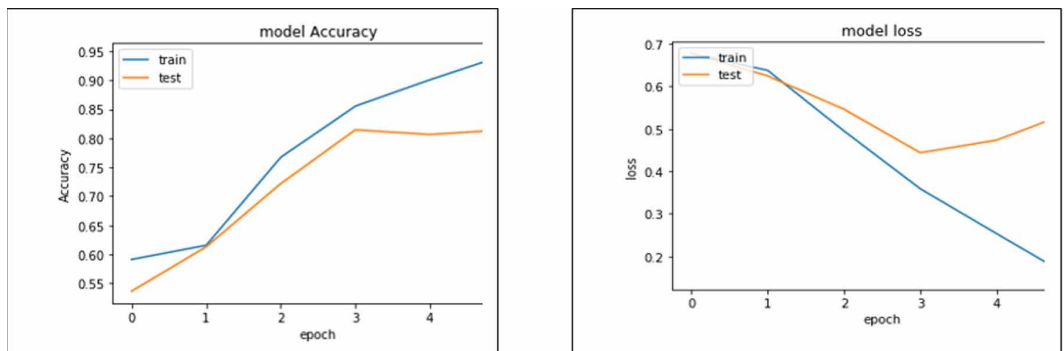 model Accuracy
0.95
0.90
0.85
0.80
0.75
0.70
0.65
0.60
0.55
Accuracy
train
test
0 1 2 3 4
epoch
model loss
0.7
0.6
0.5
0.4
0.3
0.2
loss
train
test
0 1 2 3 4
epoch